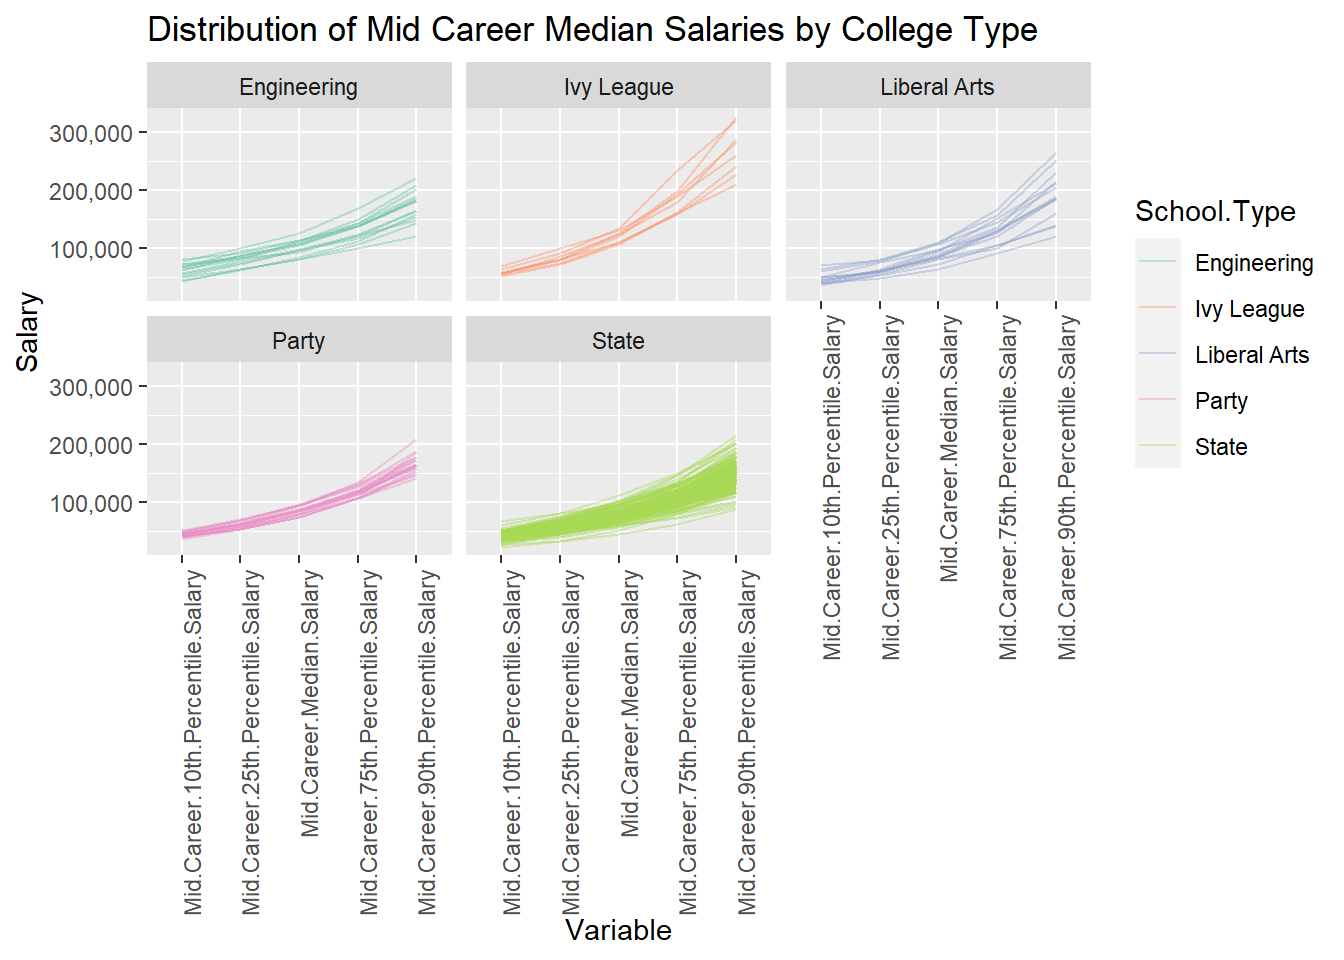 Distribution of Mid Career Median Salaries by College Type
Engineering
Ivy League
Liberal Arts
300,000
200,000
100,000
Salary
Party
State
300,000
200,000
100,000
Mid.Career.10th.Percentile.Salary
Mid.Career.25th.Percentile.Salary
Mid.Career.Median.Salary
Mid.Career.75th.Percentile.Salary
Mid.Career.90th.Percentile.Salary
Mid.Career.10th.Percentile.Salary
Mid.Career.25th.Percentile.Salary
Mid.Career.Median.Salary
Mid.Career.75th.Percentile.Salary
Mid.Career.90th.Percentile.Salary
Mid.Career.10th.Percentile.Salary
Mid.Career.25th.Percentile.Salary
Mid.Career.Median.Salary
Mid.Career.75th.Percentile.Salary
Mid.Career.90th.Percentile.Salary
Variable
School.Type
Engineering
Ivy League
Liberal Arts
Party
State